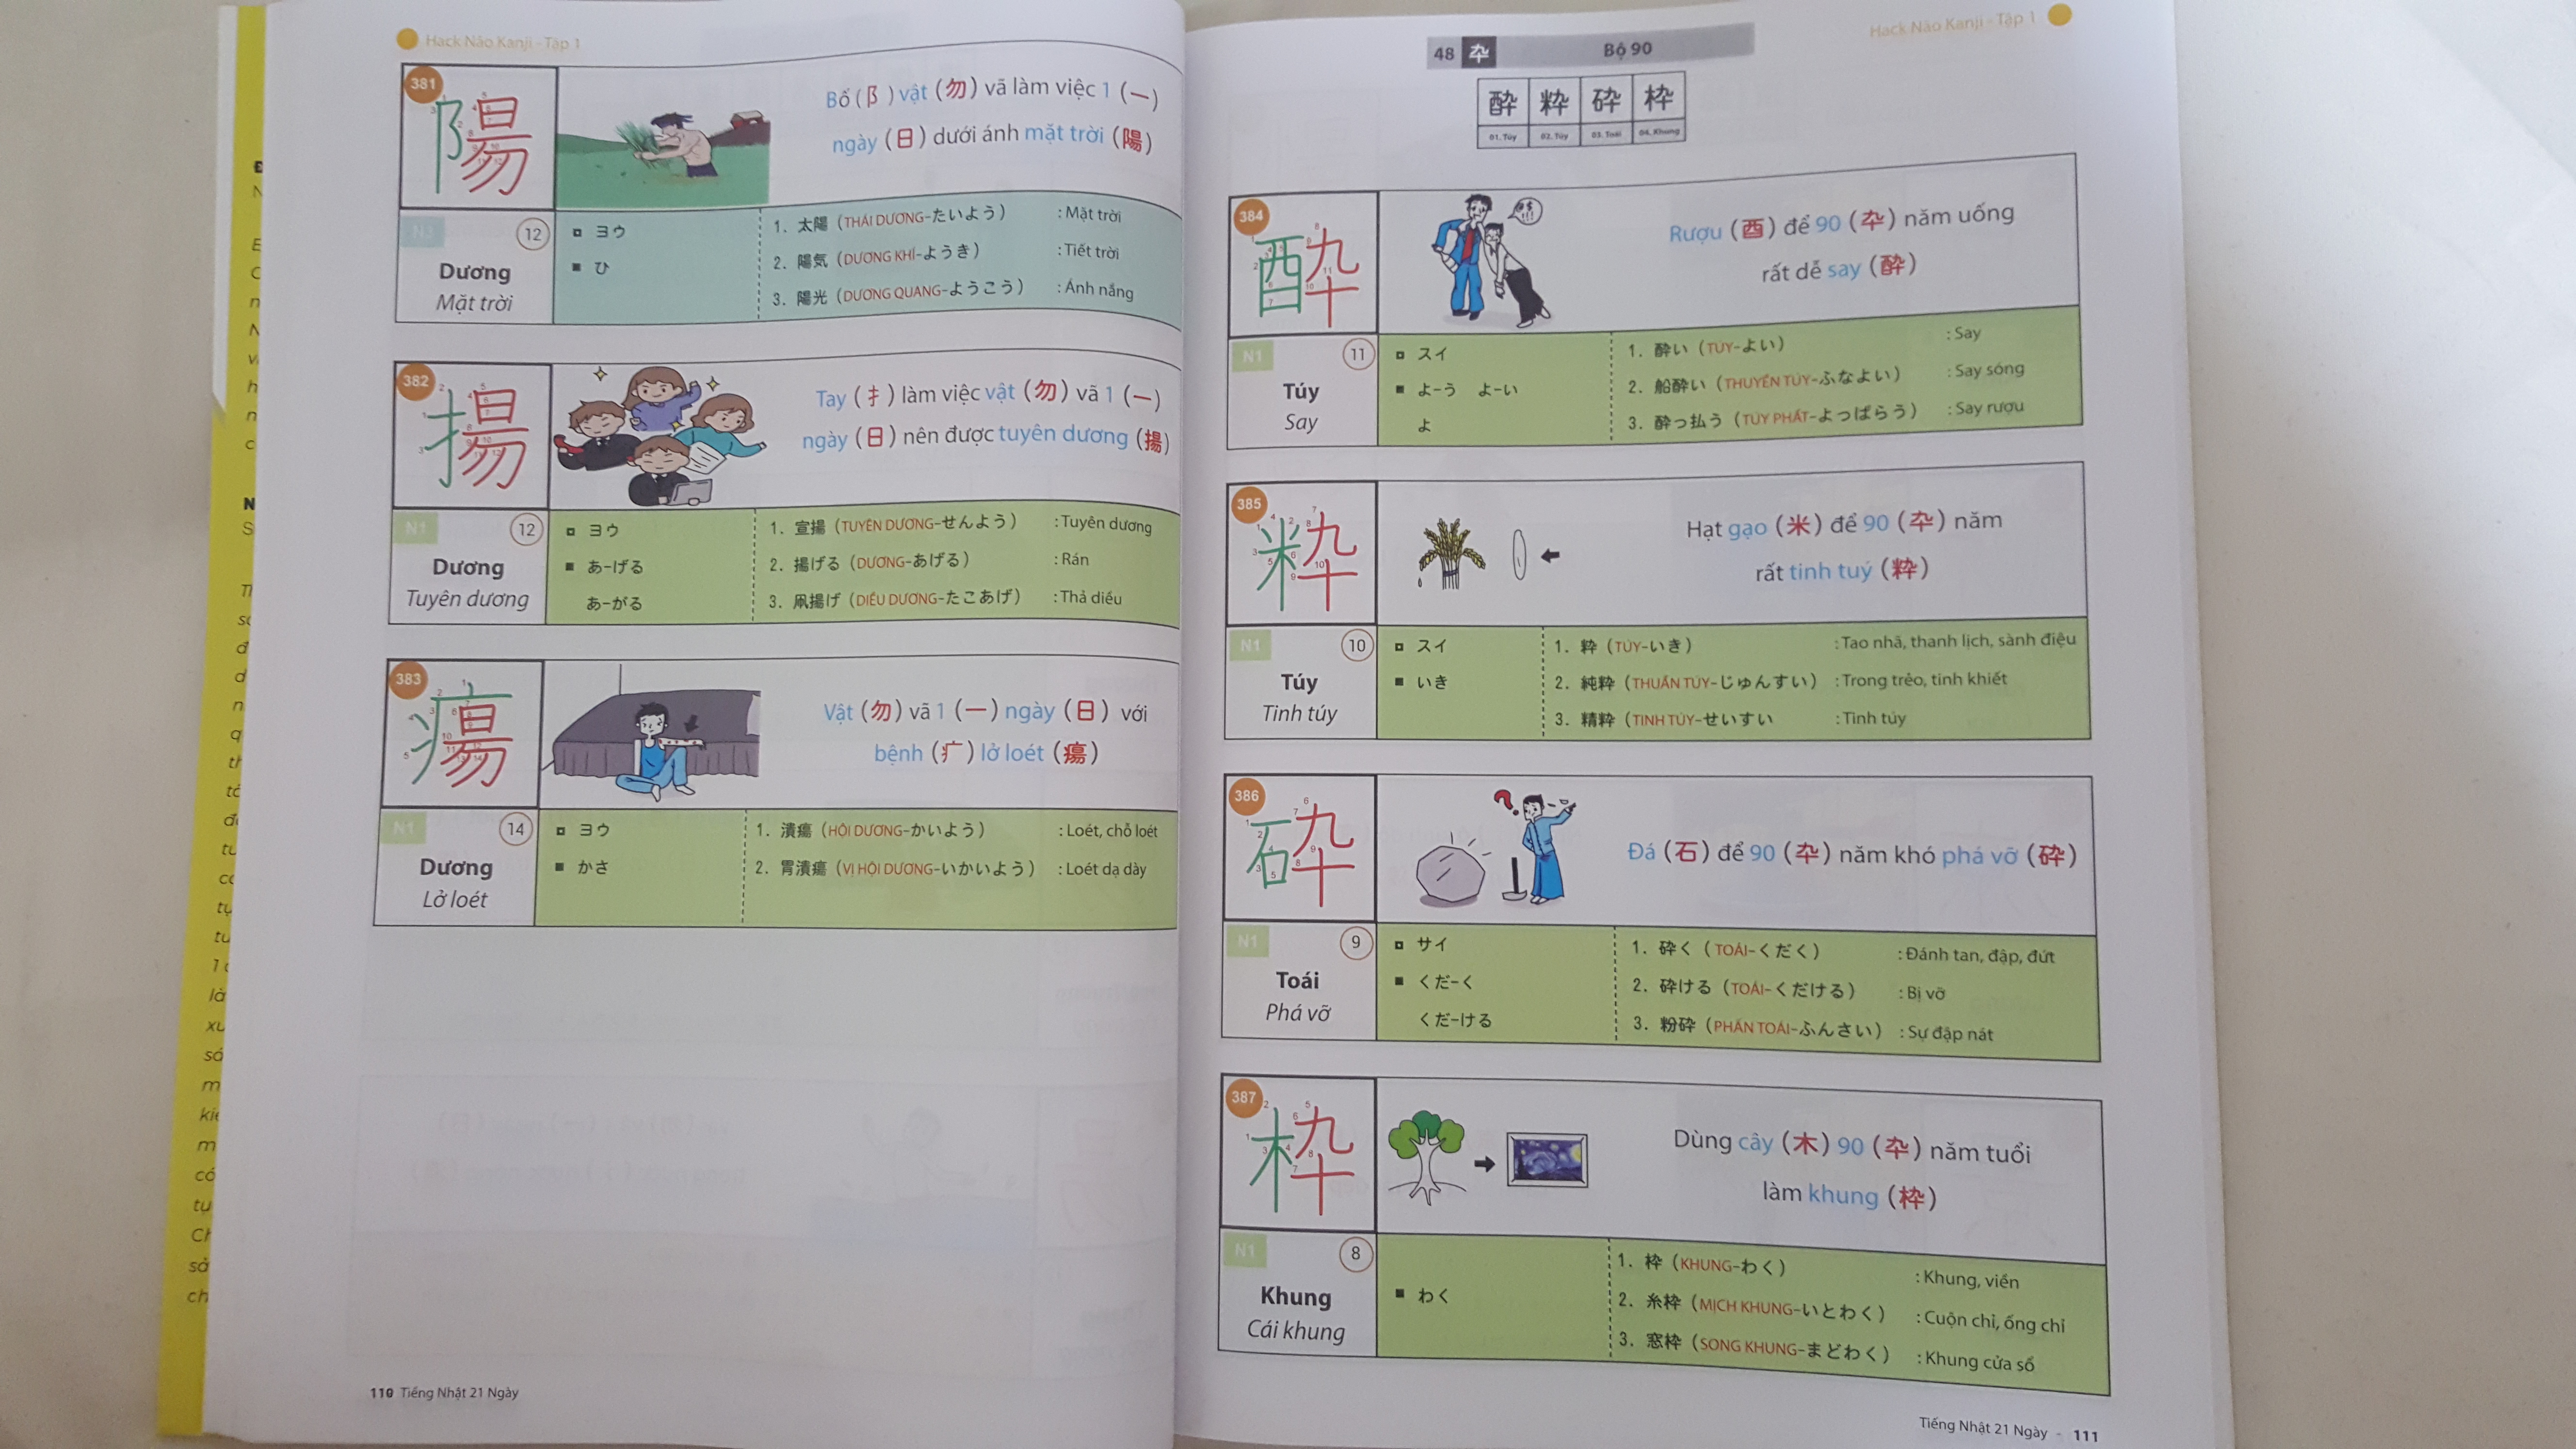 Hack Não Kanji - Tập 1
381
陽
N3
12
Dương
Mặt trời
Bố (阝) vật (勿) vã làm việc 1 (一)
ngày (日) dưới ánh mặt trời (陽)
ヨウ
ひ
1. 太陽 (THÁI DƯƠNG-たいよう) : Mặt trời
2. 陽気 (DƯƠNG KHÍ-ようき) : Tiết trời
3. 陽光 (DƯƠNG QUANG-ようこう) : Ánh nắng
382
揚
N1
12
Dương
Tuyên dương
Tay (扌) làm việc vật (勿) vã 1 (一)
ngày (日) nên được tuyên dương (揚)
ヨウ
あ-げる
あ-がる
1. 宣揚 (TUYÊN DƯƠNG-せんよう) : Tuyên dương
2. 揚げる (DƯƠNG-あげる) : Rán
3. 凧揚げ (DIỀU DƯƠNG-たこあげ) : Thả diều
383
瘍
N1
14
Dương
Lở loét
Vật (勿) vã 1 (一) ngày (日) với
bệnh (疒) lở loét (瘍)
ヨウ
かさ
1. 潰瘍 (HỘI DƯƠNG-かいよう) : Loét, chỗ loét
2. 胃潰瘍 (VỊ HỘI DƯƠNG-いかいよう) : Loét dạ dày
110 Tiếng Nhật 21 Ngày
Hack Não Kanji - Tập 1
48 卆 Bộ 90
酔 粋 砕 枠
01. Túy 02. Túy 03. Toái 04. Khung
384
酔
N1
11
Túy
Say
Rượu (酉) để 90 (卆) năm uống
rất dễ say (酔)
スイ
よ-う よ-い
よ
1. 酔い (TÚY-よい) : Say
2. 船酔い (THUYỀN TÚY-ふなよい) : Say sóng
3. 酔っ払う (TÚY PHẤT-よっぱらう) : Say rượu
385
粋
N1
10
Túy
Tinh túy
Hạt gạo (米) để 90 (卆) năm
rất tinh tuý (粋)
スイ
いき
1. 粋 (TÚY-いき) : Tao nhã, thanh lịch, sành điệu
2. 純粋 (THUẦN TÚY-じゅんすい) : Trong trẻo, tinh khiết
3. 精粋 (TINH TÚY-せいすい : Tinh túy
386
砕
N1
9
Toái
Phá vỡ
Đá (石) để 90 (卆) năm khó phá vỡ (砕)
サイ
くだ-く
くだ-ける
1. 砕く (TOÁI-くだく) : Đánh tan, đập, đứt
2. 砕ける (TOÁI-くだける) : Bị vỡ
3. 粉砕 (PHẤN TOÁI-ふんさい) : Sự đập nát
387
枠
N1
8
Khung
Cái khung
Dùng cây (木) 90 (卆) năm tuổi
làm khung (枠)
わく
1. 枠 (KHUNG-わく) : Khung, viền
2. 糸枠 (MỊCH KHUNG-いとわく) : Cuộn chỉ, ống chỉ
3. 窓枠 (SONG KHUNG-まどわく) : Khung cửa sổ
Tiếng Nhật 21 Ngày - 111